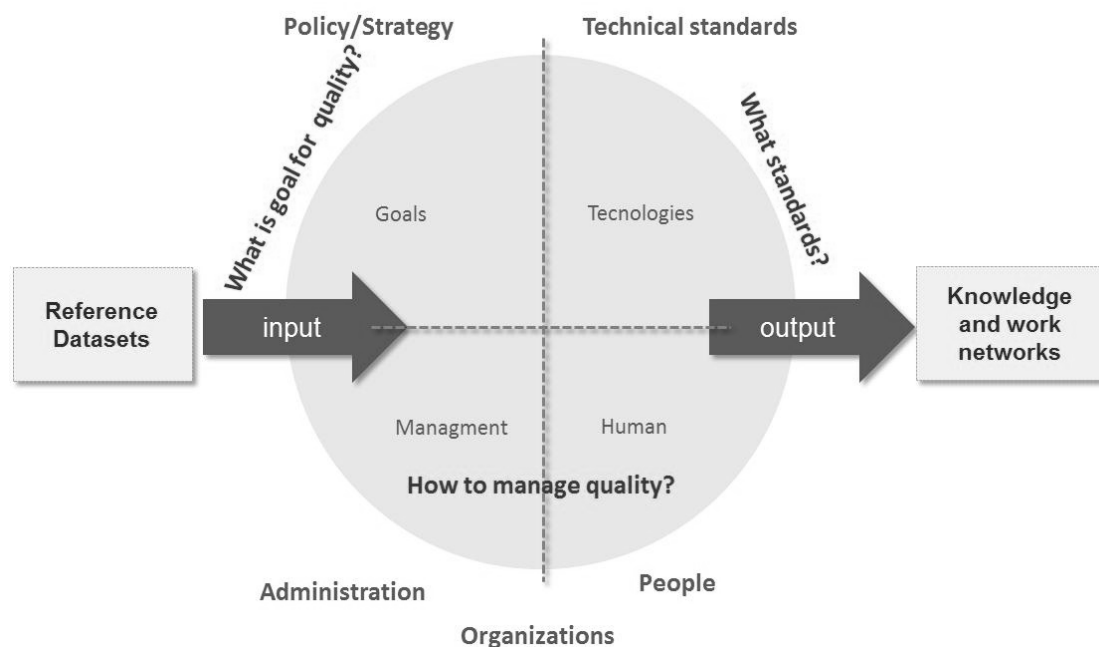 Policy/Strategy
Technical standards
What is goal for quality?
What standards?
Goals
Tecnologies
Reference
Datasets
input
output
Knowledge
and work
networks
Managment
Human
How to manage quality?
Administration
People
Organizations